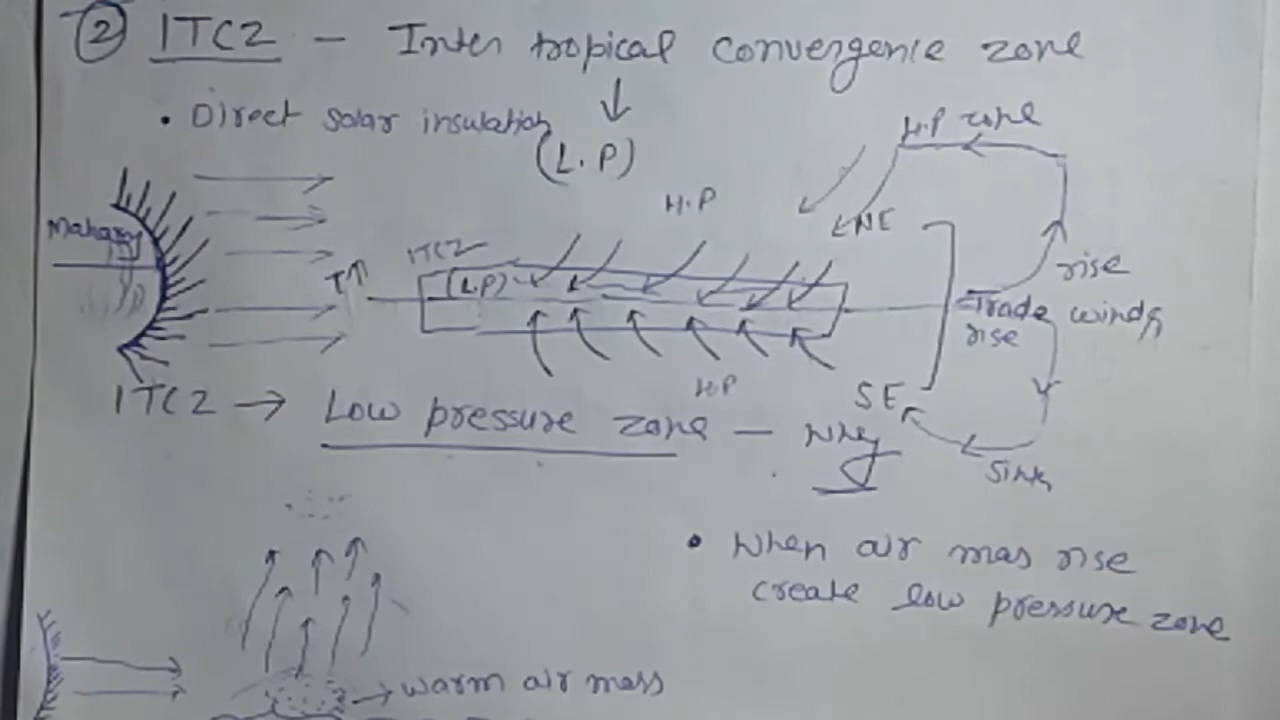 ② ITCZ - Inter tropical convergenie zone
• Direct solar insulation
(L.P)
H.P zone
H.P
NE
ITCZ
(L.P)
T↑
rise
Trade winds
rise
H.P
SE
ITCZ → Low pressure zone - Why
Sink
• When air mas rise
create low pressure zone
→ warm air mass